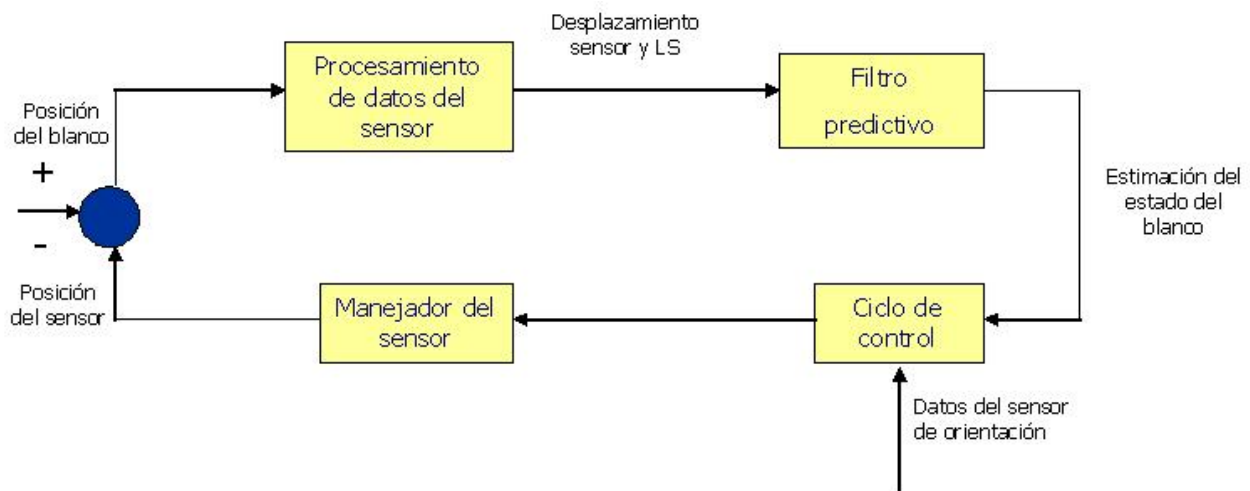 Desplazamiento
sensor y LS
Procesamiento
de datos del
sensor
Filtro
predictivo
Posición
del blanco
+
-
Estimación del
estado del
blanco
Posición
del sensor
Manejador del
sensor
Ciclo de
control
Datos del sensor
de orientación